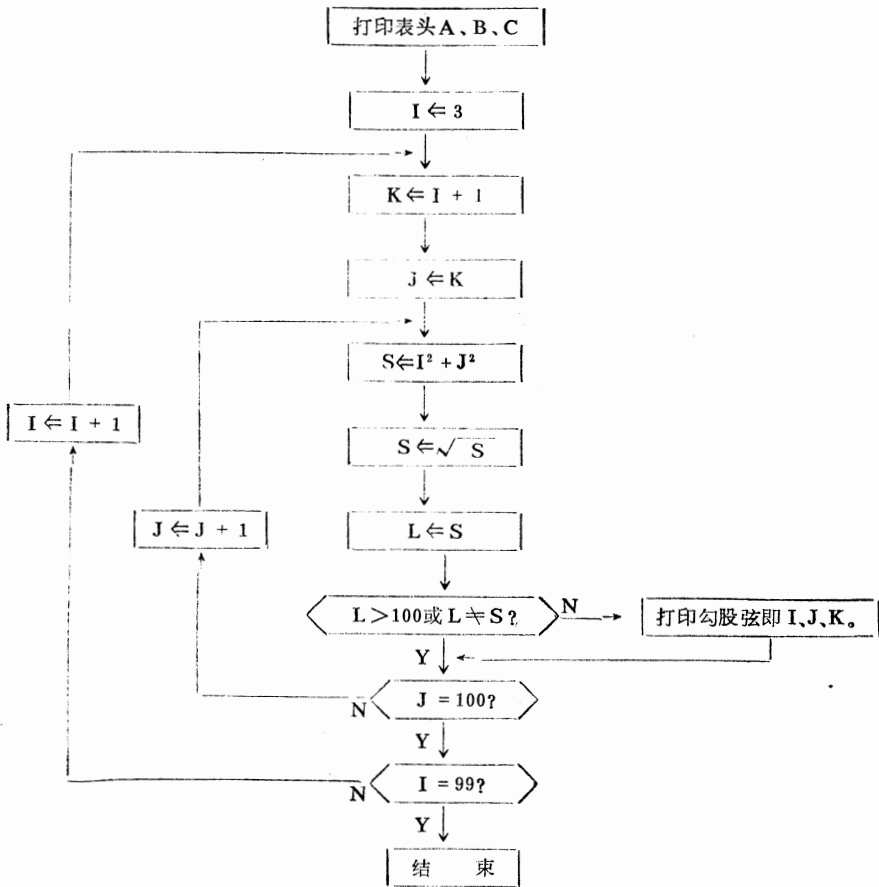 打印表头A、B、C
I⇐3
K⇐I + 1
J⇐K
S⇐I² + J²
I⇐I + 1
S⇐√S
J⇐J + 1
L⇐S
L>100或L≠S?
N
打印勾股弦即I、J、K。
Y
J = 100?
N
Y
I = 99?
N
Y
结 束